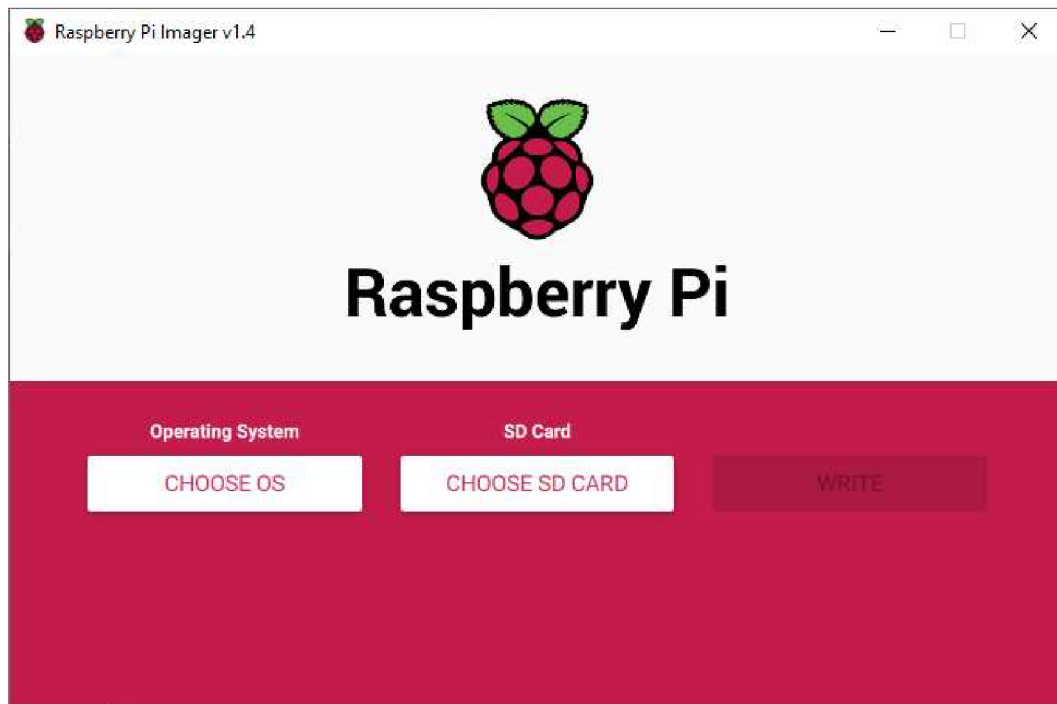 Raspberry Pi Imager v1.4
Raspberry Pi
Operating System
SD Card
CHOOSE OS
CHOOSE SD CARD
WRITE